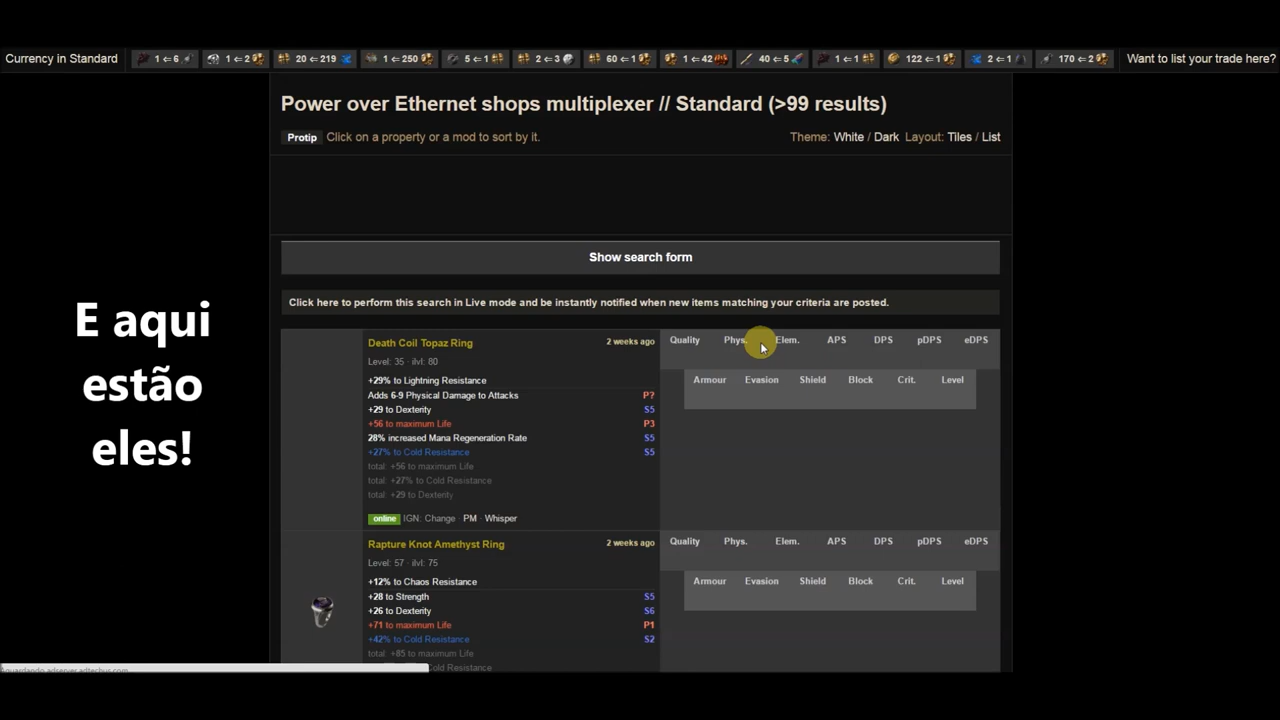 Currency in Standard 1⇐6 1⇐2 20⇐219 1⇐250 5⇐1 2⇐3 60⇐1 1⇐42 40⇐5 1⇐1 122⇐1 2⇐1 170⇐2 Want to list your trade here?
Power over Ethernet shops multiplexer // Standard (>99 results)
Protip Click on a property or a mod to sort by it. Theme: White / Dark Layout: Tiles / List
Show search form
Click here to perform this search in Live mode and be instantly notified when new items matching your criteria are posted.
E aqui
estão
eles!
Death Coil Topaz Ring 2 weeks ago
Level: 35 · ilvl: 80
+29% to Lightning Resistance
Adds 6-9 Physical Damage to Attacks P?
+29 to Dexterity S5
+56 to maximum Life P3
28% increased Mana Regeneration Rate S5
+27% to Cold Resistance S5
total: +56 to maximum Life
total: +27% to Cold Resistance
total: +29 to Dexterity
online IGN: Change · PM · Whisper
Quality Phys. Elem. APS DPS pDPS eDPS
Armour Evasion Shield Block Crit. Level
Rapture Knot Amethyst Ring 2 weeks ago
Level: 57 · ilvl: 75
+12% to Chaos Resistance
+28 to Strength S5
+26 to Dexterity S6
+71 to maximum Life P1
+42% to Cold Resistance S2
total: +85 to maximum Life
Cold Resistance
Quality Phys. Elem. APS DPS pDPS eDPS
Armour Evasion Shield Block Crit. Level